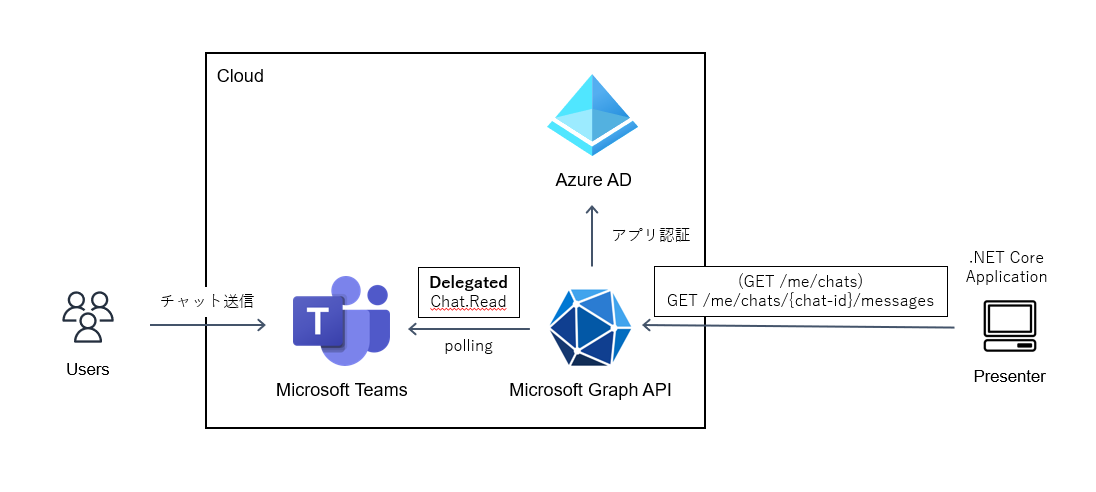 Cloud
Azure AD
アプリ認証
.NET Core
Application
(GET /me/chats)
GET /me/chats/{chat-id}/messages
Delegated
Chat.Read
チャット送信
T
polling
Users
Microsoft Teams
Microsoft Graph API
Presenter